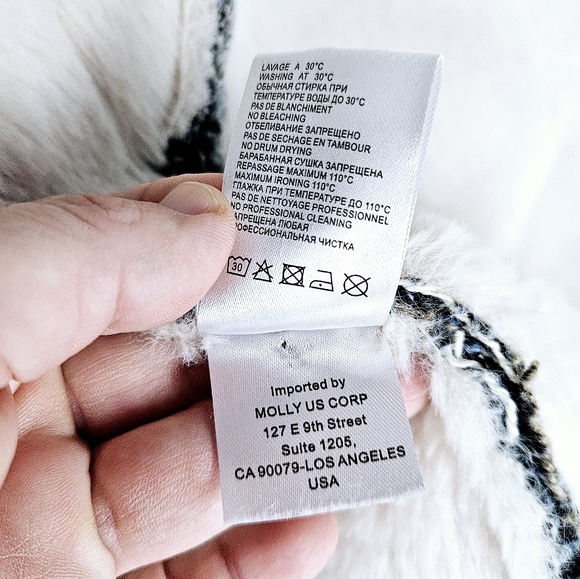 LAVAGE A 30°C
WASHING AT 30°C
ОБЫЧНАЯ СТИРКА ПРИ
ТЕМПЕРАТУРЕ ВОДЫ ДО 30°C
PAS DE BLANCHIMENT
NO BLEACHING
ОТБЕЛИВАНИЕ ЗАПРЕЩЕНО
PAS DE SECHAGE EN TAMBOUR
NO DRUM DRYING
БАРАБАННАЯ СУШКА ЗАПРЕЩЕНА
REPASSAGE MAXIMUM 110°C
MAXIMUM IRONING 110°C
ГЛАЖКА ПРИ ТЕМПЕРАТУРЕ ДО 110°C
PAS DE NETTOYAGE PROFESSIONNEL
NO PROFESSIONAL CLEANING
ЗАПРЕЩЕНА ЛЮБАЯ
РОФЕССИОНАЛЬНАЯ ЧИСТКА
30
Imported by
MOLLY US CORP
127 E 9th Street
Suite 1205,
CA 90079-LOS ANGELES
USA